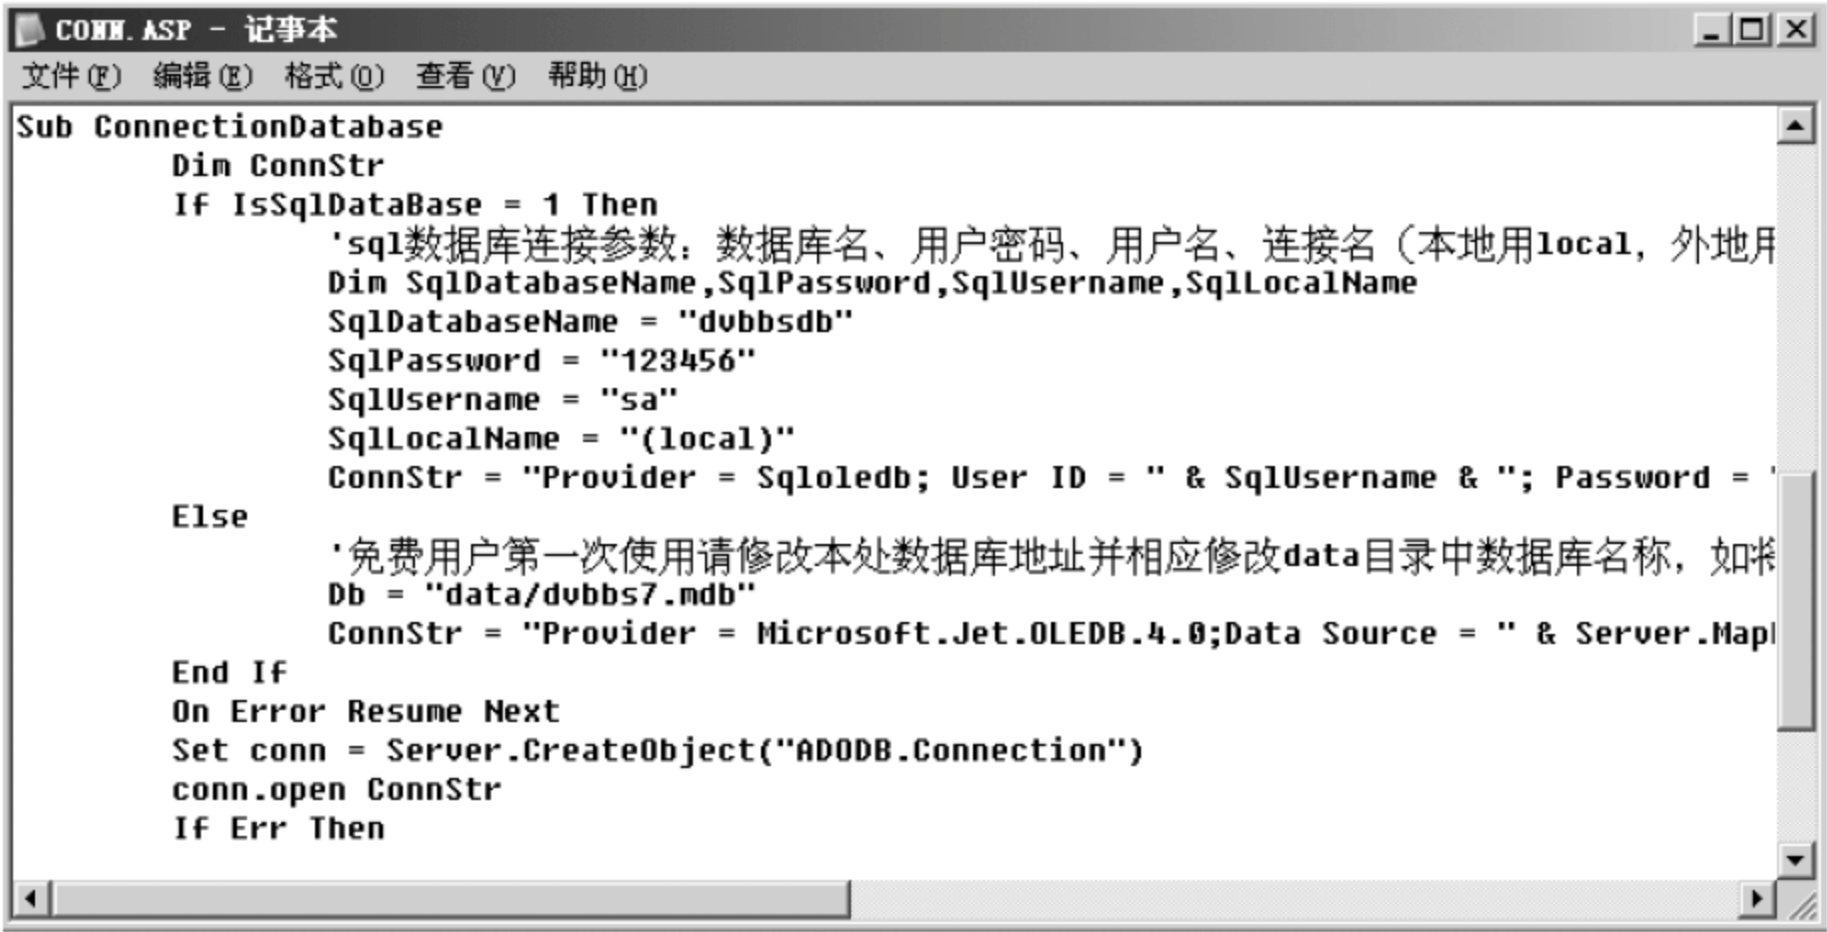 CONN.ASP - 记事本
文件(F) 编辑(E) 格式(O) 查看(V) 帮助(H)
Sub ConnectionDatabase
Dim ConnStr
If IsSqlDataBase = 1 Then
'sql数据库连接参数：数据库名、用户密码、用户名、连接名（本地用local，外地用
Dim SqlDatabaseName,SqlPassword,SqlUsername,SqlLocalName
SqlDatabaseName = "dvbbsdb"
SqlPassword = "123456"
SqlUsername = "sa"
SqlLocalName = "(local)"
ConnStr = "Provider = Sqloledb; User ID = " & SqlUsername & "; Password = "
Else
'免费用户第一次使用请修改本处数据库地址并相应修改data目录中数据库名称，如将
Db = "data/dvbbs7.mdb"
ConnStr = "Provider = Microsoft.Jet.OLEDB.4.0;Data Source = " & Server.Map
End If
On Error Resume Next
Set conn = Server.CreateObject("ADODB.Connection")
conn.open ConnStr
If Err Then